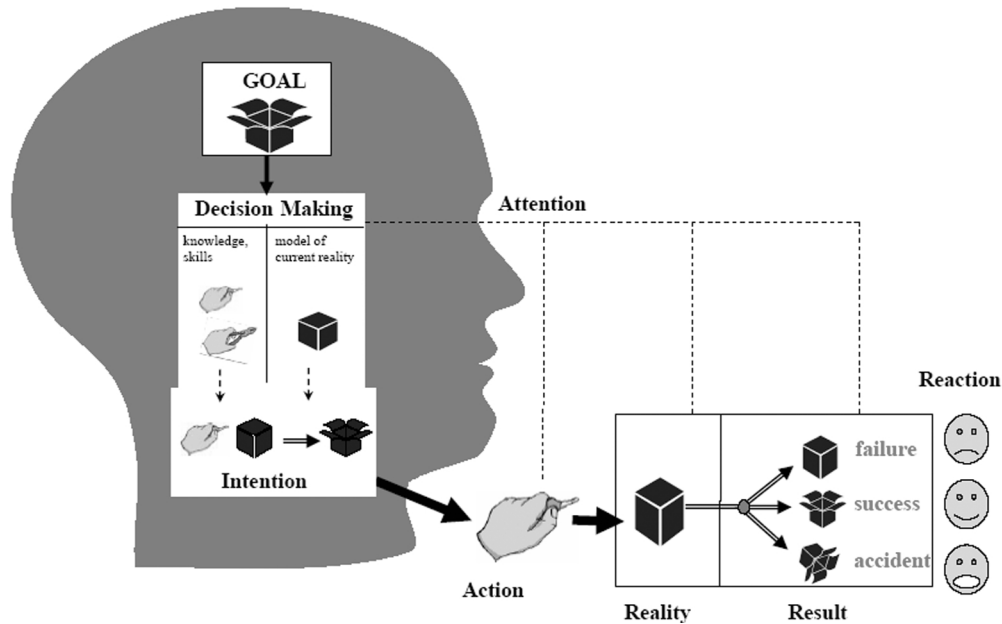 GOAL
Decision Making
knowledge,
skills
model of
current reality
Intention
Attention
Action
Reality
Result
failure
success
accident
Reaction